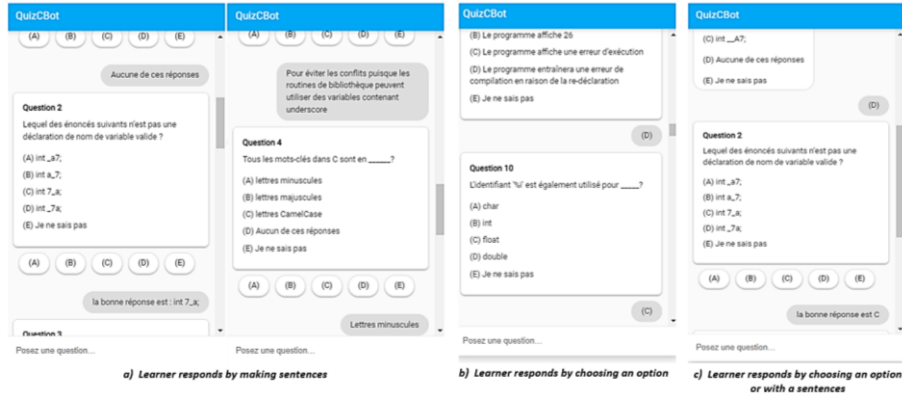 QuizCBot
(A) (B) (C) (D) (E)
Aucune de ces réponses
Question 2
Lequel des énoncés suivants n'est pas une
déclaration de nom de variable valide ?
(A) int _a7;
(B) int a_7;
(C) int 7_a;
(D) int _7a;
(E) Je ne sais pas
(A) (B) (C) (D) (E)
la bonne réponse est : int 7_a;
Question 3
Posez une question...
QuizCBot
(A) (B) (C) (D) (E)
Pour éviter les conflits puisque les
routines de bibliothèque peuvent
utiliser des variables contenant
underscore
Question 4
Tous les mots-clés dans C sont en _____?
(A) lettres minuscules
(B) lettres majuscules
(C) lettres CamelCase
(D) Aucun de ces réponses
(E) Je ne sais pas
(A) (B) (C) (D) (E)
Lettres minuscules
Posez une question...
a) Learner responds by making sentences
QuizCBot
(B) Le programme affiche 26
(C) Le programme affiche une erreur d'exécution
(D) Le programme entraînera une erreur de
compilation en raison de la re-déclaration
(E) Je ne sais pas
(D)
Question 10
L'identifiant '%i' est également utilisé pour _____?
(A) char
(B) int
(C) float
(D) double
(E) Je ne sais pas
(C)
Posez une question...
b) Learner responds by choosing an option
QuizCBot
(C) int __A7;
(D) Aucune de ces réponses
(E) Je ne sais pas
(D)
Question 2
Lequel des énoncés suivants n'est pas une
déclaration de nom de variable valide ?
(A) int _a7;
(B) int a_7;
(C) int 7_a;
(D) int _7a;
(E) Je ne sais pas
(A) (B) (C) (D) (E)
la bonne réponse est C
Posez une question...
c) Learner responds by choosing an option
or with a sentences